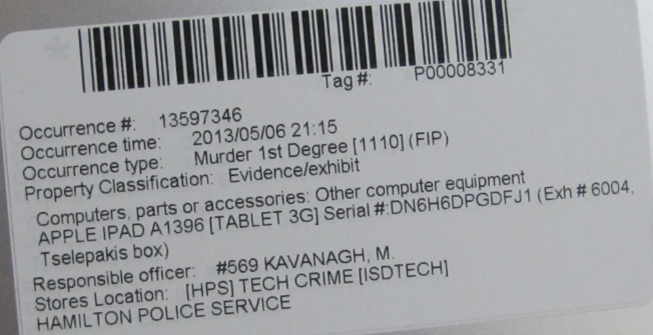 Tag #: P00008331
Occurrence #: 13597346
Occurrence time: 2013/05/06 21:15
Occurrence type: Murder 1st Degree [1110] (FIP)
Property Classification: Evidence/exhibit
Computers, parts or accessories: Other computer equipment
APPLE IPAD A1396 [TABLET 3G] Serial #:DN6H6DPGDFJ1 (Exh # 6004,
Tselepakis box)
Responsible officer: #569 KAVANAGH, M.
Stores Location: [HPS] TECH CRIME [ISDTECH]
HAMILTON POLICE SERVICE